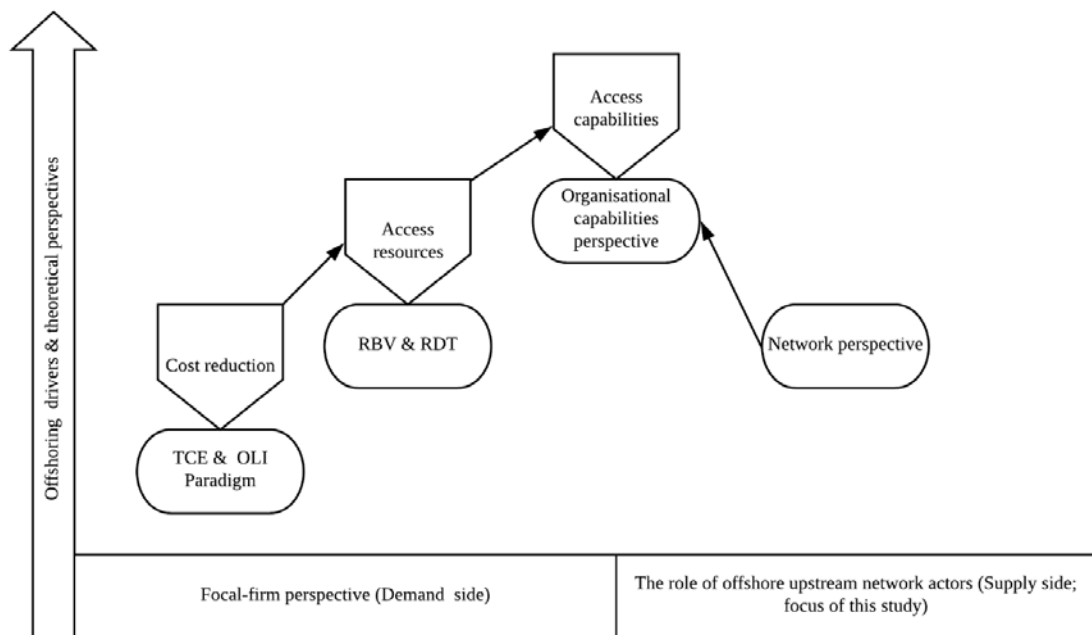 Offshoring drivers & theoretical perspectives
Access
capabilities
Organisational
capabilities
perspective
Access
resources
RBV & RDT
Network perspective
Cost reduction
TCE & OLI
Paradigm
Focal-firm perspective (Demand side)
The role of offshore upstream network actors (Supply side;
focus of this study)